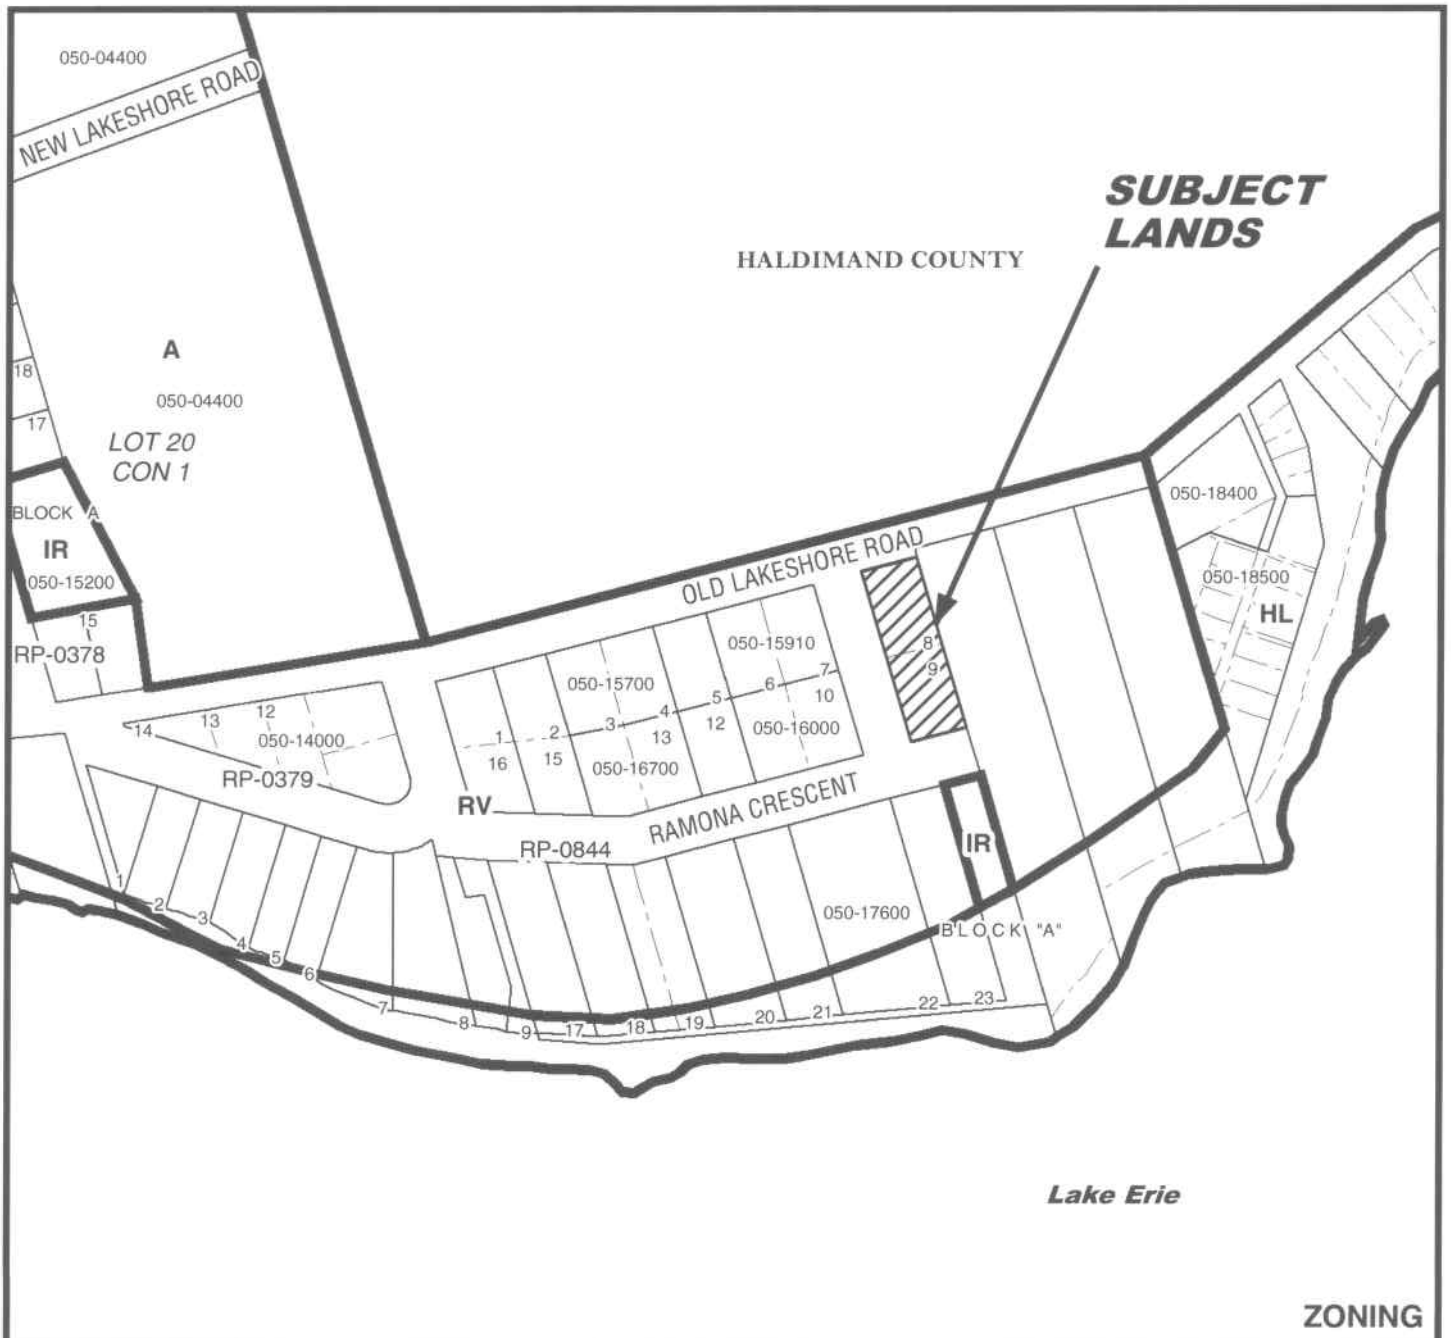 050-04400
NEW LAKESHORE ROAD
SUBJECT
LANDS
HALDIMAND COUNTY
A
18
050-04400
17
LOT 20
CON 1
BLOCK A
IR
050-15200
15
RP-0378
050-18400
OLD LAKESHORE ROAD
050-18500
HL
8
9
050-15910
7
6
5
4
3
2
1
050-15700
10
12
13
15
16
050-16000
050-16700
14
13
12
050-14000
RP-0379
RV
RAMONA CRESCENT
RP-0844
IR
050-17600
BLOCK "A"
1
2
3
4
5
6
7
8
9
17
18
19
20
21
22
23
Lake Erie
ZONING